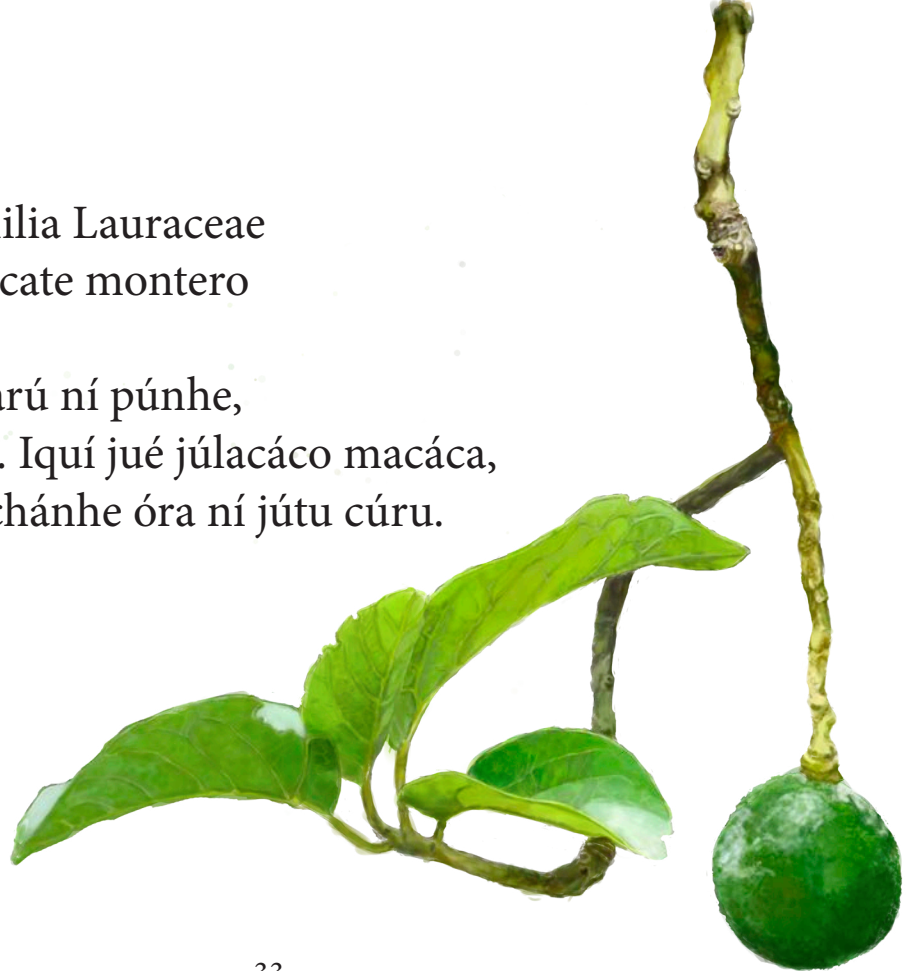 ilia Lauraceae
cate montero
arú ní púnhe,
. Iquí jué júlacáco macáca,
chánhe óra ní jútu cúru.